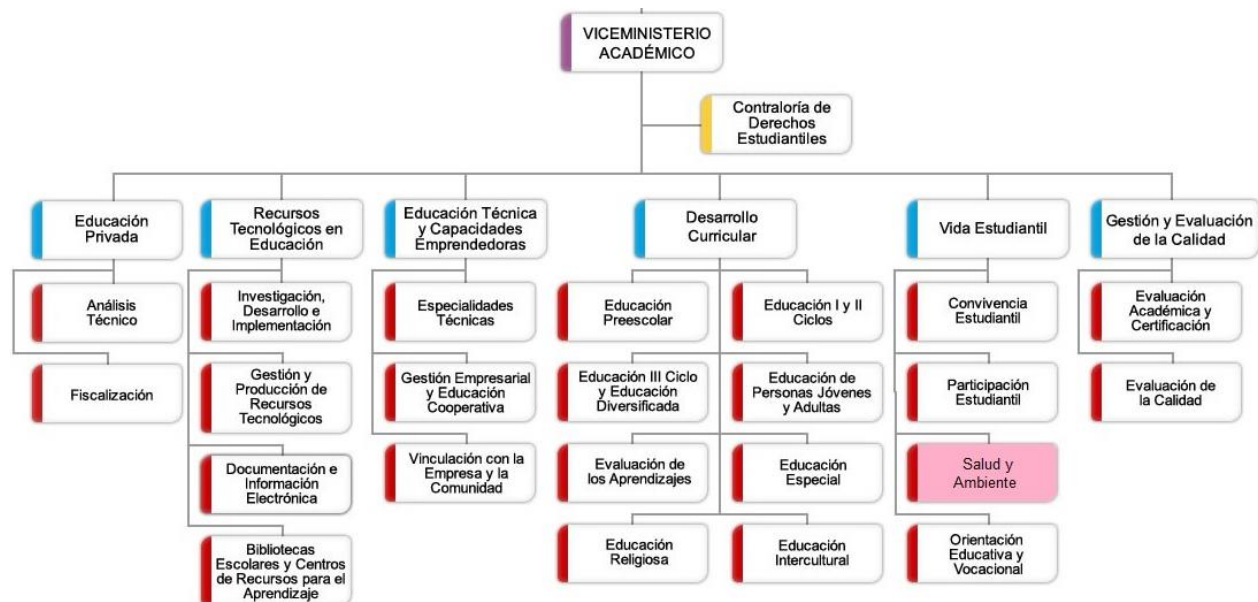 VICEMINISTERIO
ACADÉMICO
Contraloría de
Derechos
Estudiantiles
Educación
Privada
Recursos
Tecnológicos en
Educación
Educación Técnica
y Capacidades
Emprendedoras
Desarrollo
Curricular
Vida Estudiantil
Gestión y Evaluación
de la Calidad
Análisis
Técnico
Investigación,
Desarrollo e
Implementación
Especialidades
Técnicas
Educación
Preescolar
Educación I y II
Ciclos
Convivencia
Estudiantil
Evaluación
Académica y
Certificación
Fiscalización
Gestión y
Producción de
Recursos
Tecnológicos
Gestión Empresarial
y Educación
Cooperativa
Educación III Ciclo
y Educación
Diversificada
Educación de
Personas Jóvenes
y Adultas
Participación
Estudiantil
Evaluación de
la Calidad
Documentación e
Información
Electrónica
Vinculación con la
Empresa y la
Comunidad
Evaluación de
los Aprendizajes
Educación
Especial
Salud y
Ambiente
Bibliotecas
Escolares y Centros
de Recursos para el
Aprendizaje
Educación
Religiosa
Educación
Intercultural
Orientación
Educativa y
Vocacional